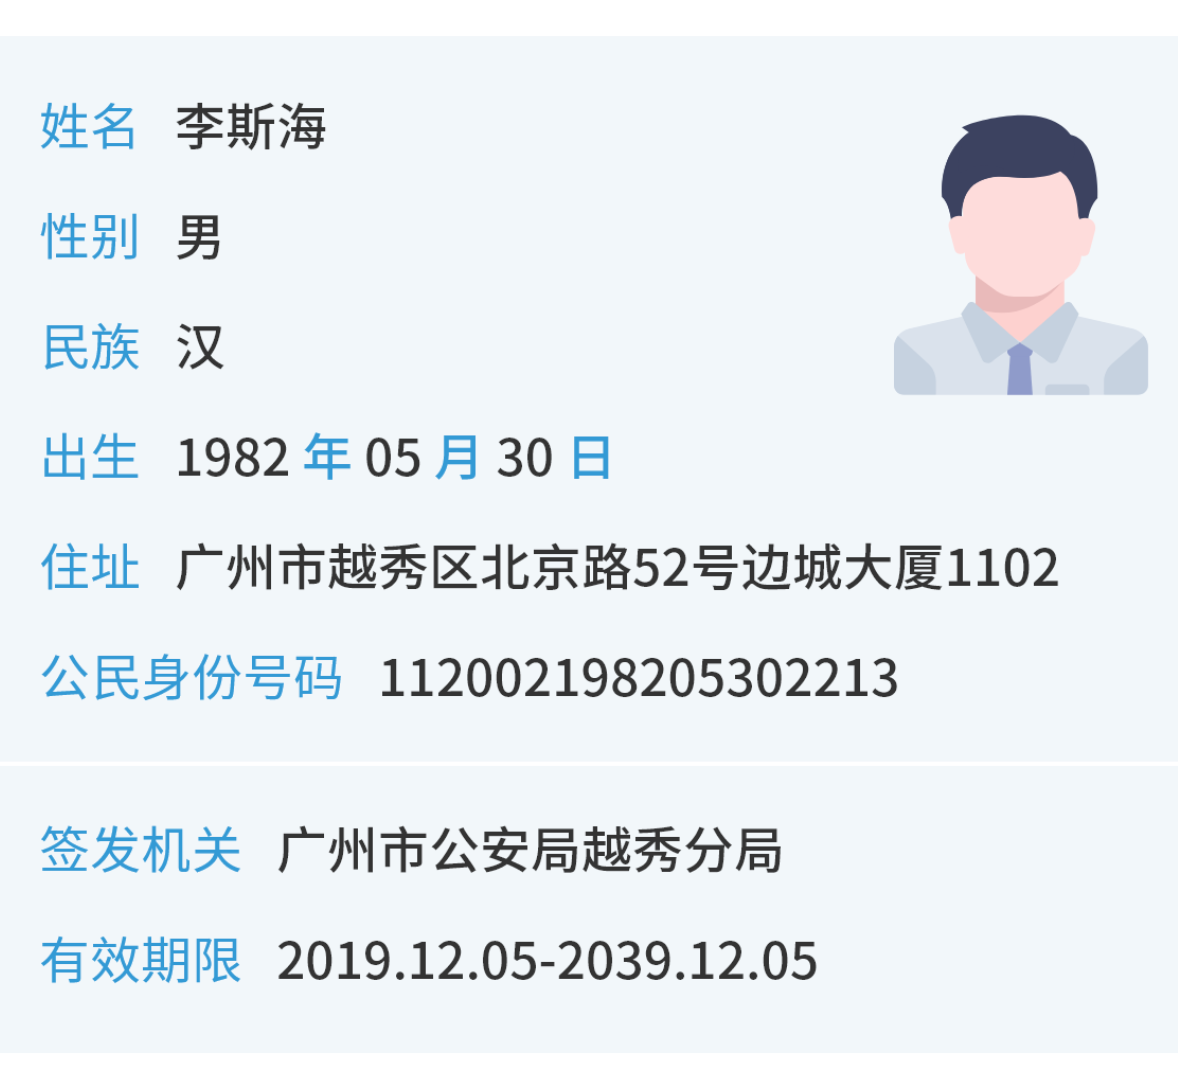 姓名 李斯海
性别 男
民族 汉
出生 1982 年 05 月 30 日
住址 广州市越秀区北京路52号边城大厦1102
公民身份号码 112002198205302213
签发机关 广州市公安局越秀分局
有效期限 2019.12.05-2039.12.05